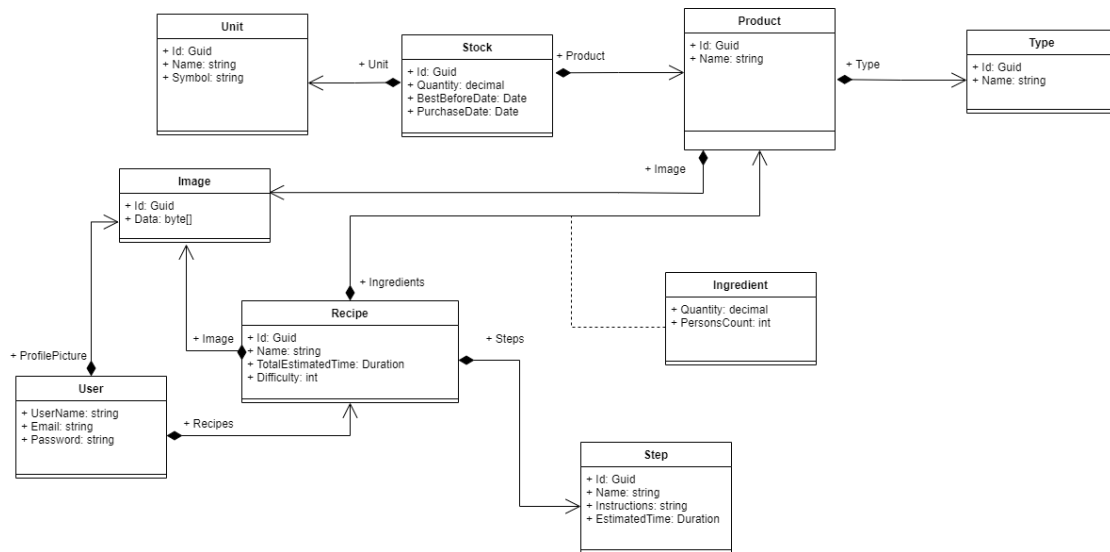 Unit
+ Id: Guid
+ Name: string
+ Symbol: string
+ Unit
Stock
+ Id: Guid
+ Quantity: decimal
+ BestBeforeDate: Date
+ PurchaseDate: Date
+ Product
Product
+ Id: Guid
+ Name: string
+ Type
Type
+ Id: Guid
+ Name: string
+ Image
Image
+ Id: Guid
+ Data: byte[]
+ Ingredients
Ingredient
+ Quantity: decimal
+ PersonsCount: int
Recipe
+ Id: Guid
+ Name: string
+ TotalEstimatedTime: Duration
+ Difficulty: int
+ Image
+ Steps
+ ProfilePicture
User
+ UserName: string
+ Email: string
+ Password: string
+ Recipes
Step
+ Id: Guid
+ Name: string
+ Instructions: string
+ EstimatedTime: Duration